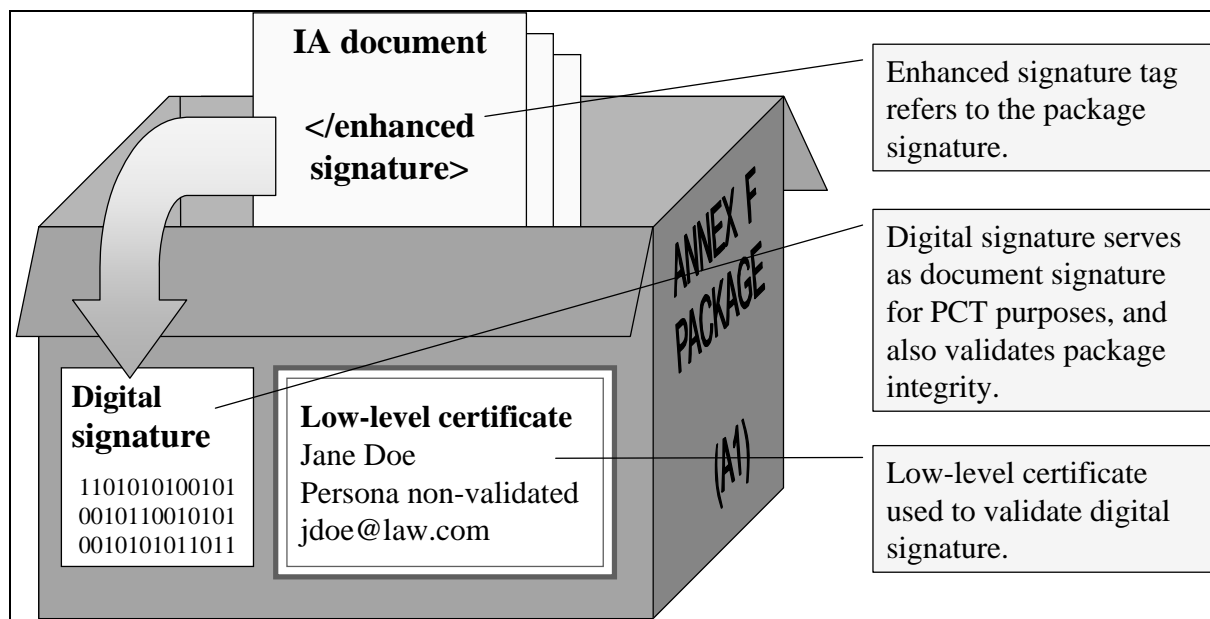 IA document
</enhanced
signature>
Enhanced signature tag
refers to the package
signature.
ANNEX F
PACKAGE
(A1)
Digital signature serves
as document signature
for PCT purposes, and
also validates package
integrity.
Digital
signature
1101010100101
0010110010101
0010101011011
Low-level certificate
Jane Doe
Persona non-validated
jdoe@law.com
Low-level certificate
used to validate digital
signature.